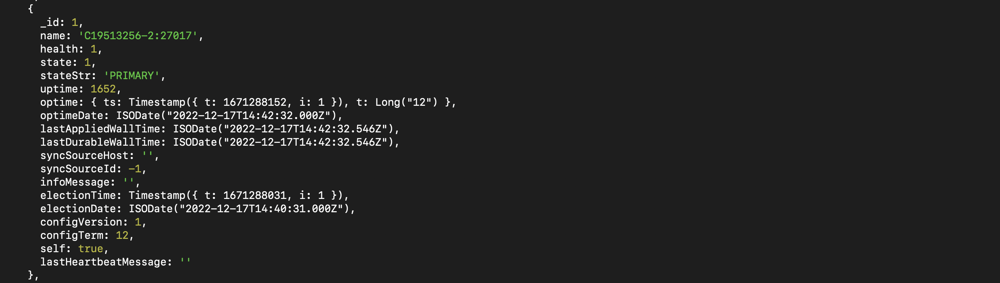 {
_id: 1,
name: 'C19513256-2:27017',
health: 1,
state: 1,
stateStr: 'PRIMARY',
uptime: 1652,
optime: { ts: Timestamp({ t: 1671288152, i: 1 }), t: Long("12") },
optimeDate: ISODate("2022-12-17T14:42:32.000Z"),
lastAppliedWallTime: ISODate("2022-12-17T14:42:32.546Z"),
lastDurableWallTime: ISODate("2022-12-17T14:42:32.546Z"),
syncSourceHost: '',
syncSourceId: -1,
infoMessage: '',
electionTime: Timestamp({ t: 1671288031, i: 1 }),
electionDate: ISODate("2022-12-17T14:40:31.000Z"),
configVersion: 1,
configTerm: 12,
self: true,
lastHeartbeatMessage: ''
},